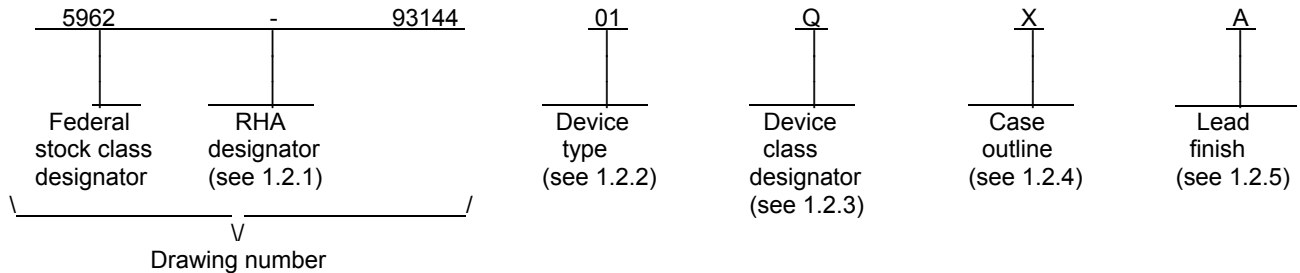 5962 - 93144 01 Q X A
Federal stock class designator
RHA designator (see 1.2.1)
Device type (see 1.2.2)
Device class designator (see 1.2.3)
Case outline (see 1.2.4)
Lead finish (see 1.2.5)
Drawing number